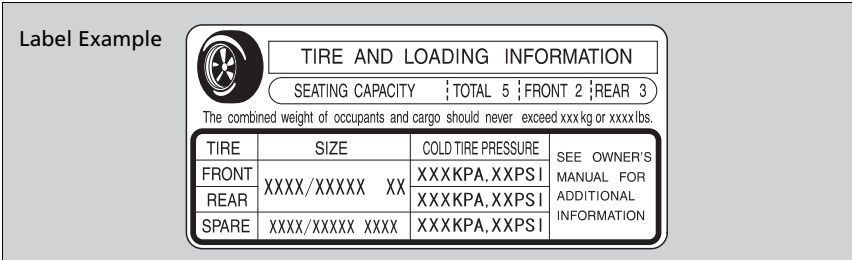 Label Example
TIRE AND LOADING INFORMATION
SEATING CAPACITY TOTAL 5 FRONT 2 REAR 3
The combined weight of occupants and cargo should never exceed xxx kg or xxxx lbs.
TIRE SIZE COLD TIRE PRESSURE
FRONT XXXX/XXXXX XX XXXKPA, XXPSI
REAR XXXKPA, XXPSI
SPARE XXXX/XXXXX XXXX XXXKPA, XXPSI
SEE OWNER'S
MANUAL FOR
ADDITIONAL
INFORMATION